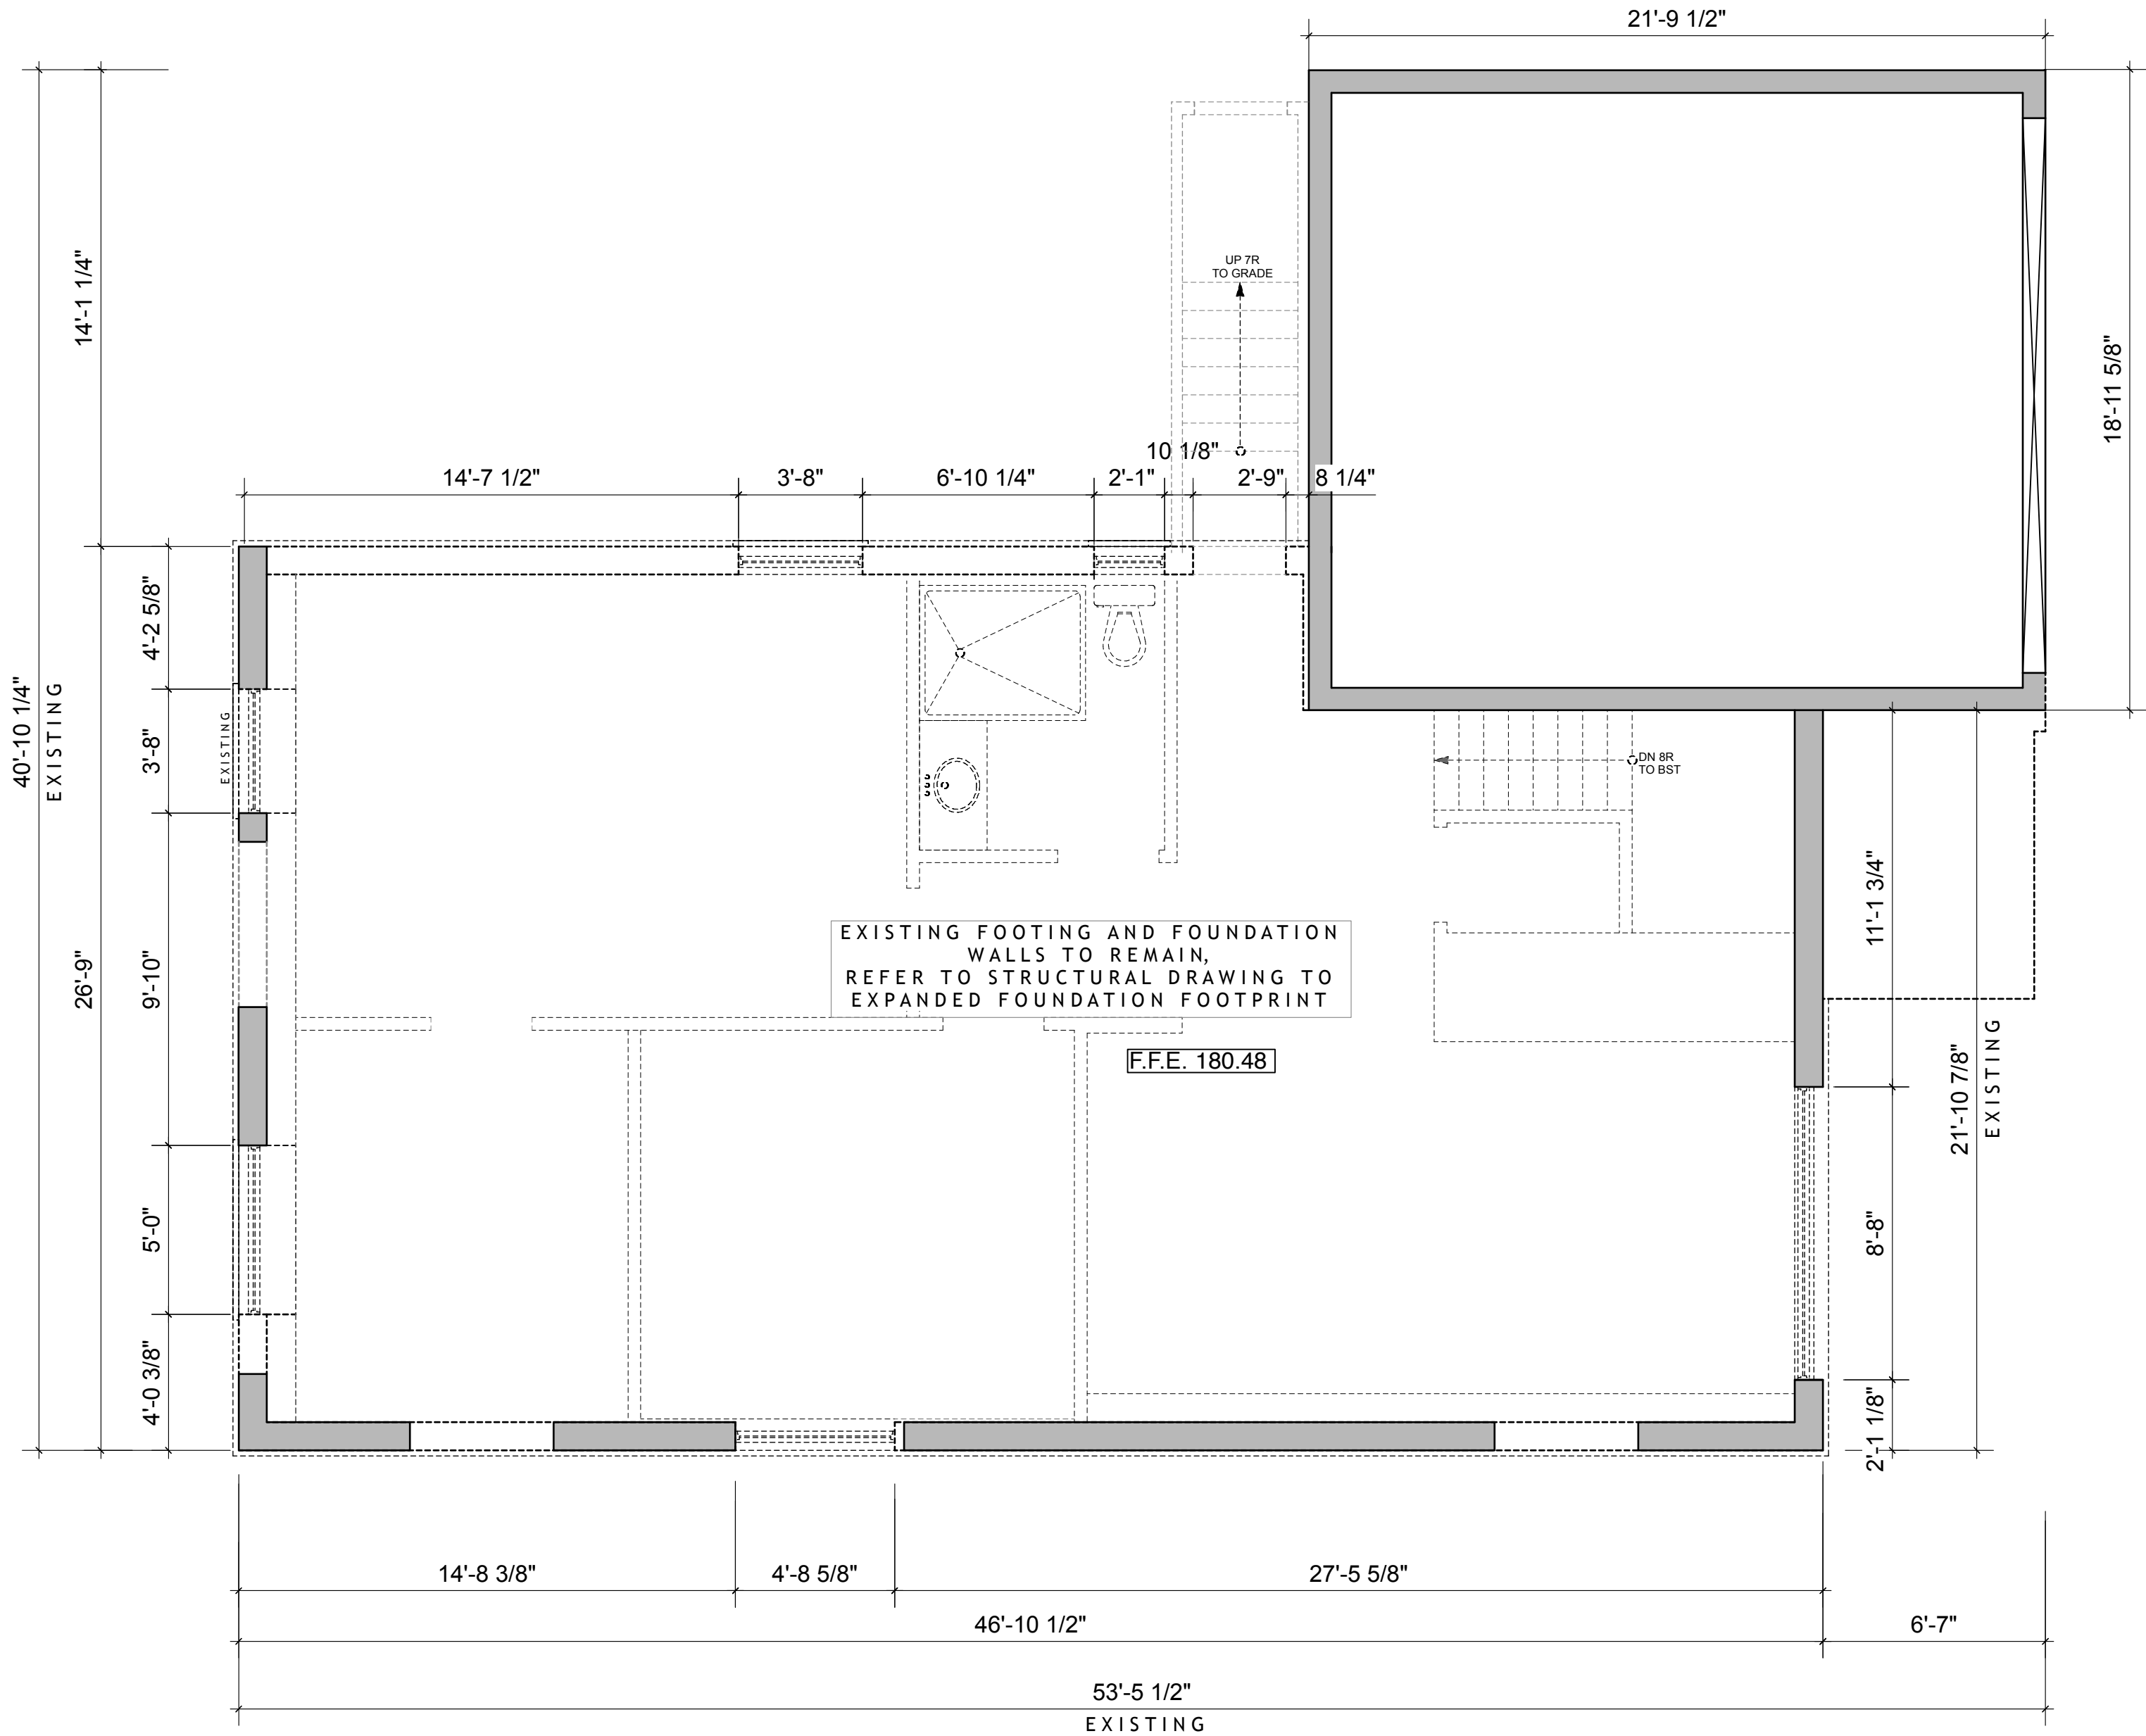 21'-9 1/2"
14'-1 1/4"
UP 7R
TO GRADE
18'-11 5/8"
10 1/8"
14'-7 1/2"
3'-8"
6'-10 1/4"
2'-1"
2'-9"
8 1/4"
4'-2 5/8"
40'-10 1/4"
EXISTING
3'-8"
EXISTING
DN 8R
TO BST
11'-1 3/4"
EXISTING FOOTING AND FOUNDATION
WALLS TO REMAIN,
REFER TO STRUCTURAL DRAWING TO
EXPANDED FOUNDATION FOOTPRINT
26'-9"
9'-10"
F.F.E. 180.48
21'-10 7/8"
EXISTING
5'-0"
8'-8"
4'-0 3/8"
2'-1 1/8"
14'-8 3/8"
4'-8 5/8"
27'-5 5/8"
46'-10 1/2"
6'-7"
53'-5 1/2"
EXISTING